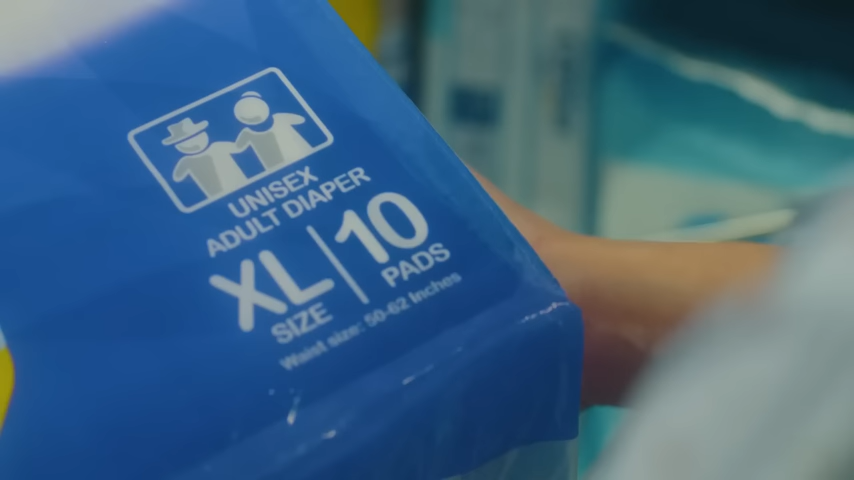 UNISEX
ADULT DIAPER
XL SIZE
10 PADS
Waist size: 50-62 Inches